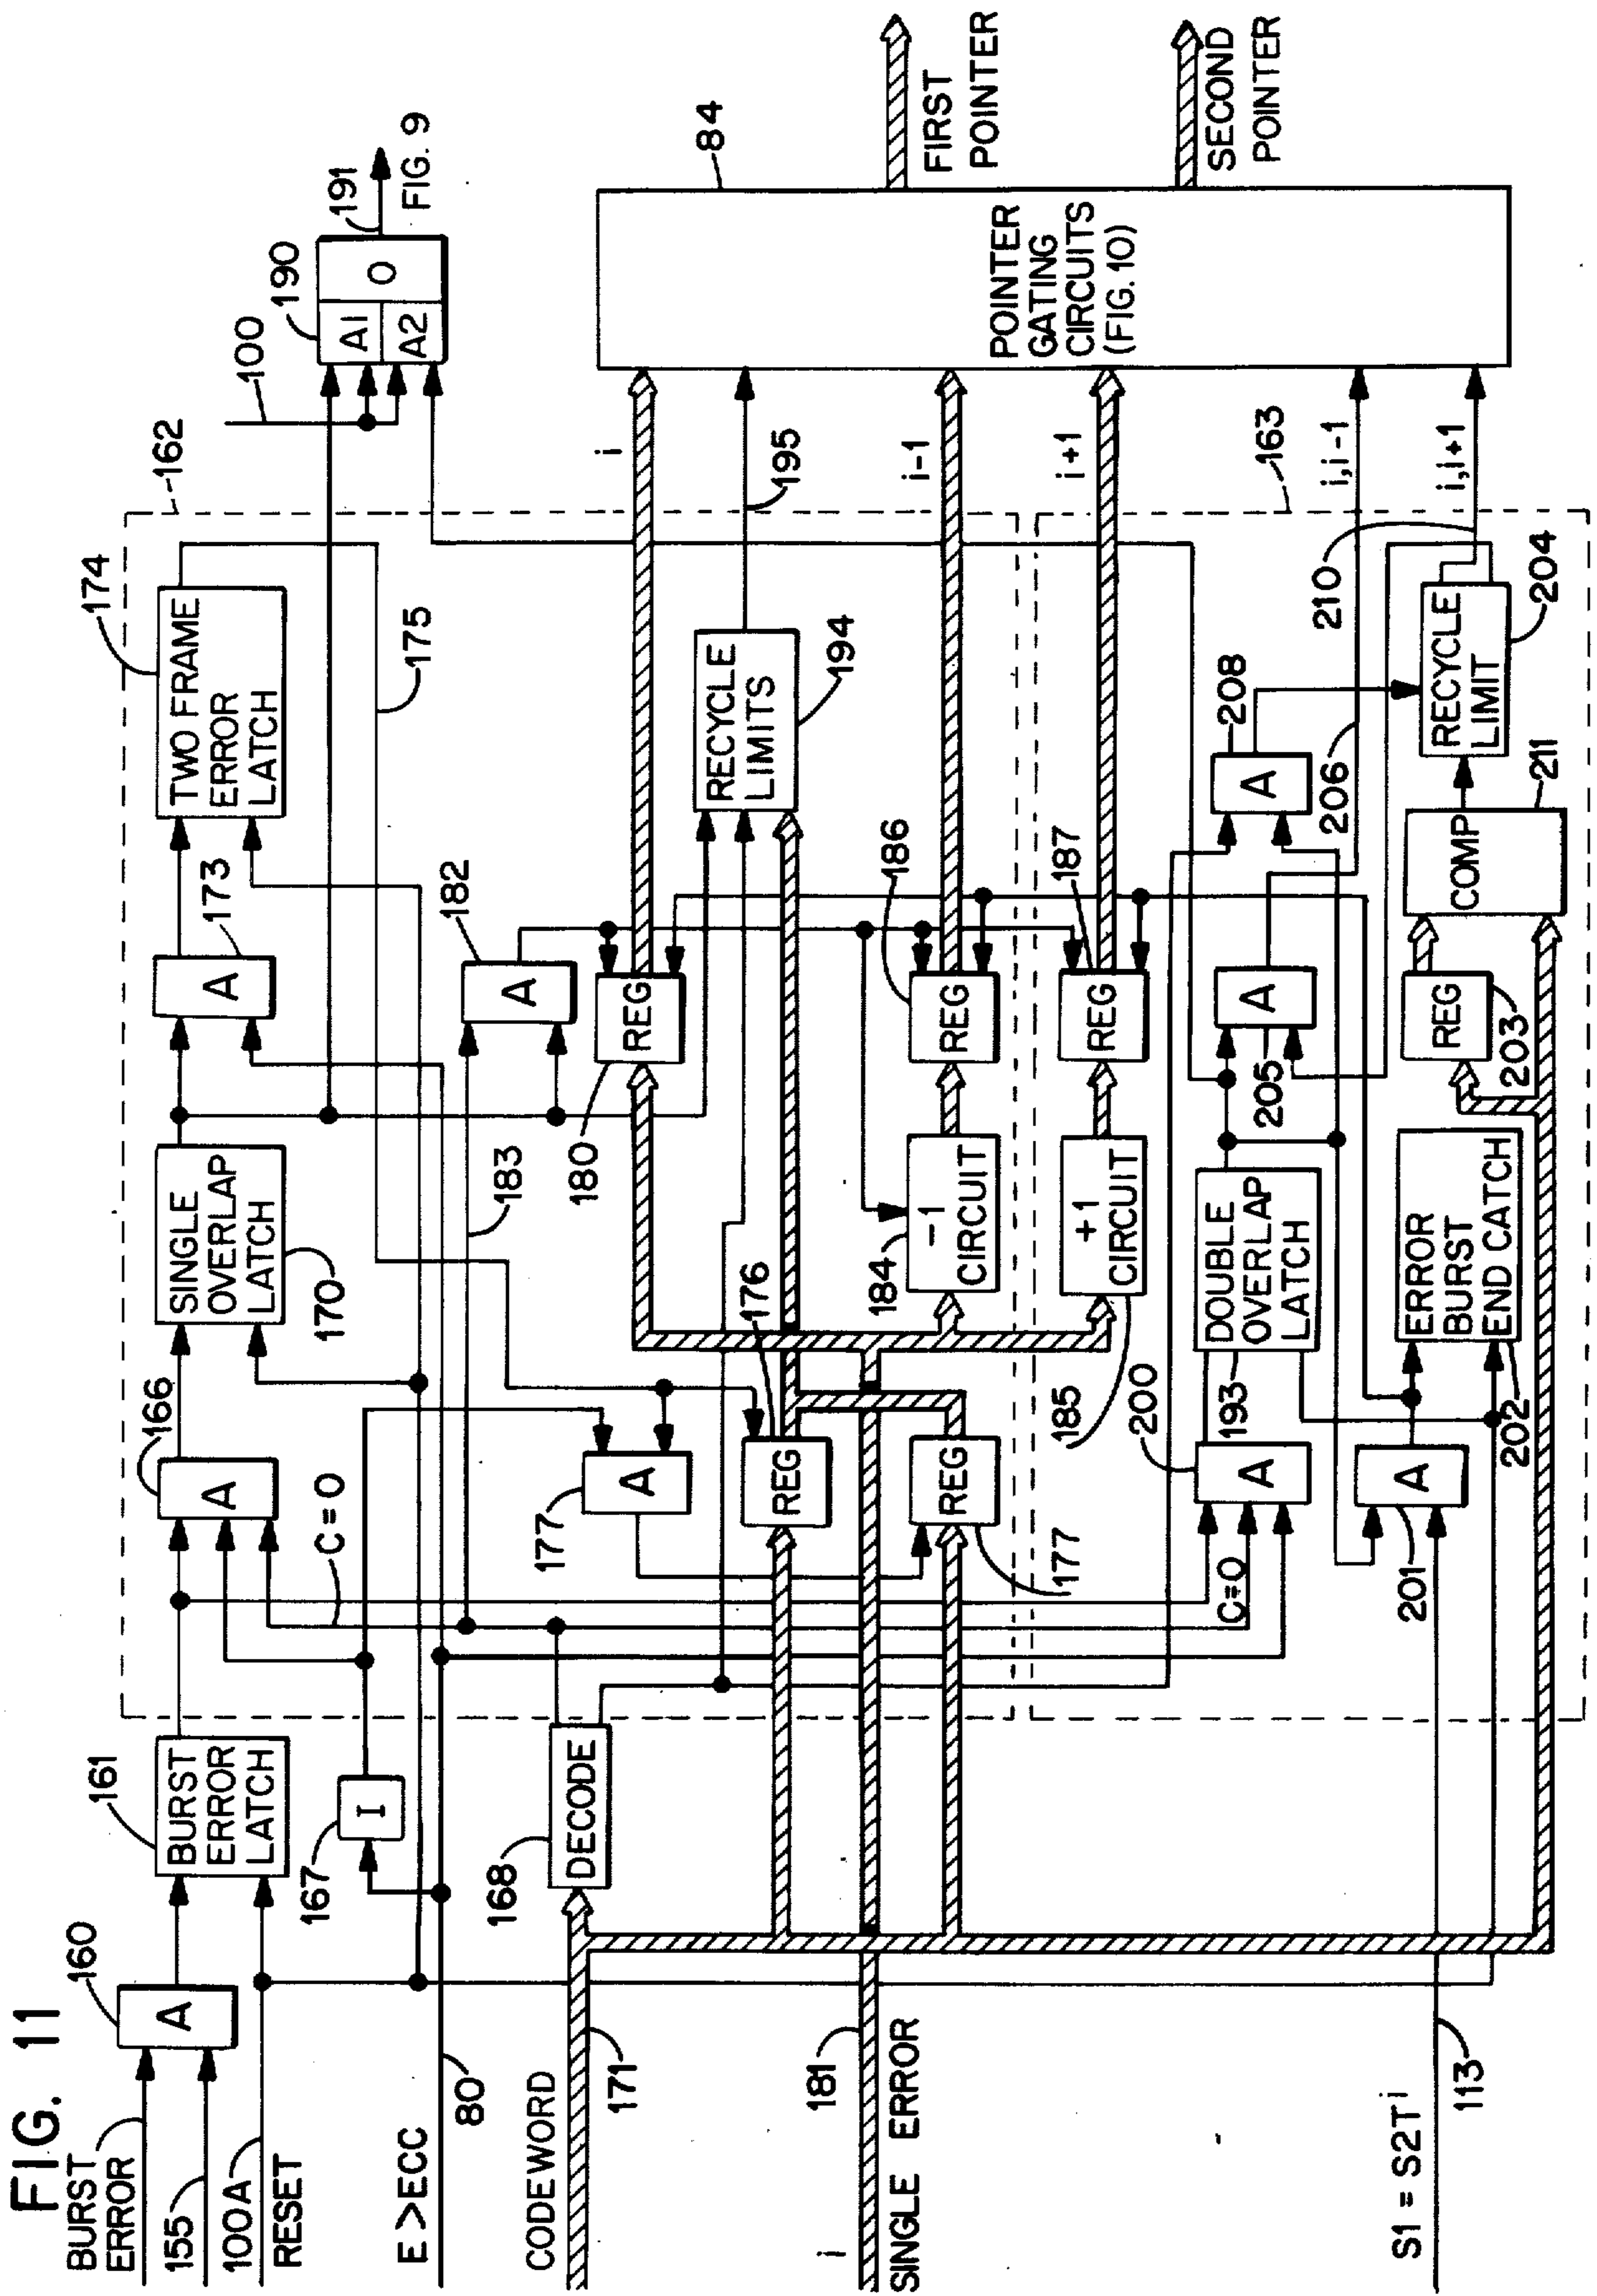 FIG. 11
BURST
ERROR
155
100A
RESET
E >ECC
80
CODEWORD
171
i
181
SINGLE ERROR
S1 = S2Tⁱ
113
160
A
161
BURST
ERROR
LATCH
167
I
168
DECODE
166
A
C=0
SINGLE
OVERLAP
LATCH
170
173
A
174
TWO FRAME
ERROR
LATCH
175
162
100
190
A1
A2
O
191
FIG. 9
183
182
A
180
REG
i
177
A
176
REG
REG
177
RECYCLE
LIMITS
194
195
184
-1
CIRCUIT
186
REG
i-1
+1
CIRCUIT
185
187
REG
i+1
84
POINTER
GATING
CIRCUITS
(FIG. 10)
FIRST
POINTER
SECOND
POINTER
163
200
A
C=0
193
DOUBLE
OVERLAP
LATCH
205
A
206
208
A
i,i-1
210
i,i+1
201
A
202
ERROR
BURST
END CATCH
REG
203
COMP
211
RECYCLE
LIMIT
204